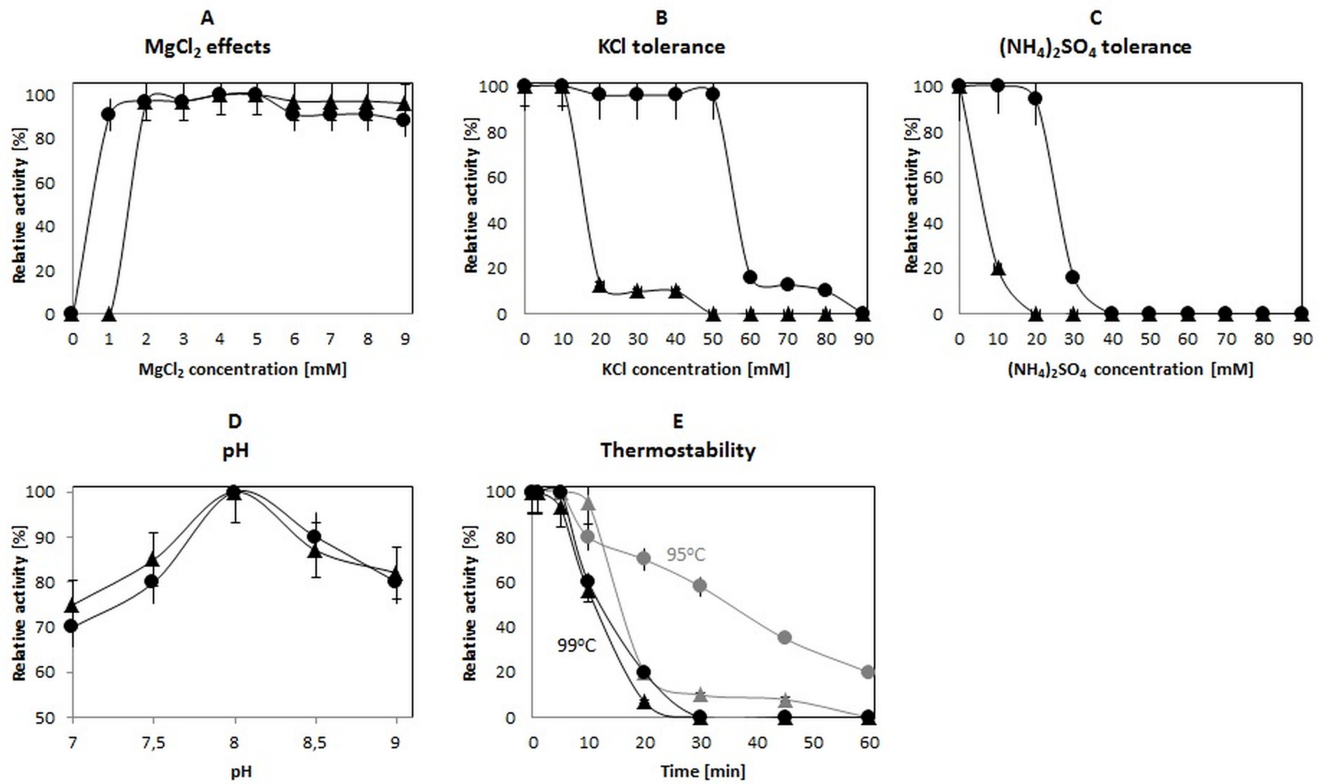 A
MgCl2 effects
Relative activity [%]
100
80
60
40
20
0
0 1 2 3 4 5 6 7 8 9
MgCl2 concentration [mM]
B
KCl tolerance
Relative activity [%]
100
80
60
40
20
0
0 10 20 30 40 50 60 70 80 90
KCl concentration [mM]
C
(NH4)2SO4 tolerance
Relative activity [%]
100
80
60
40
20
0
0 10 20 30 40 50 60 70 80 90
(NH4)2SO4 concentration [mM]
D
pH
Relative activity [%]
100
90
80
70
60
50
7 7,5 8 8,5 9
pH
E
Thermostability
Relative activity [%]
100
80
60
40
20
0
95°C
99°C
0 10 20 30 40 50 60
Time [min]